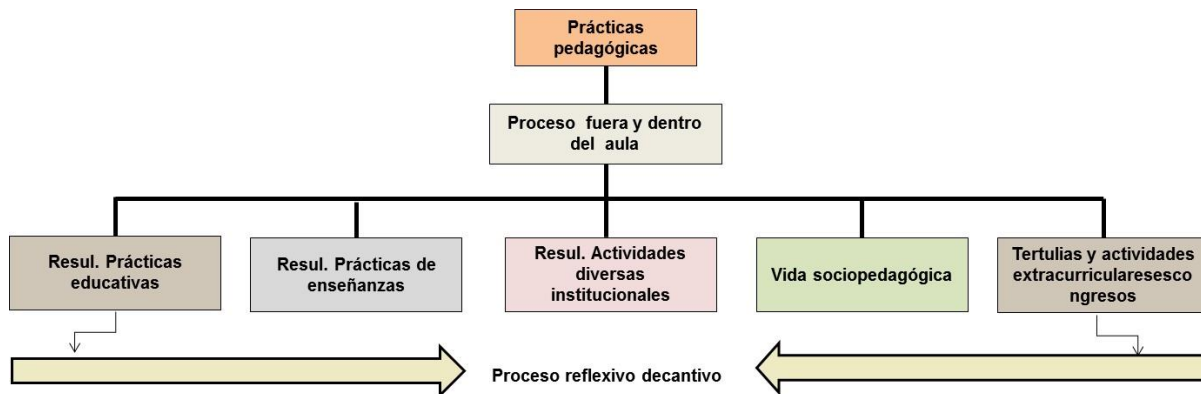 Prácticas
pedagógicas
Proceso fuera y dentro
del aula
Resul. Prácticas
educativas
Resul. Prácticas de
enseñanzas
Resul. Actividades
diversas
institucionales
Vida sociopedagógica
Tertulias y actividades
extracurricularesesco
ngresos
Proceso reflexivo decantivo